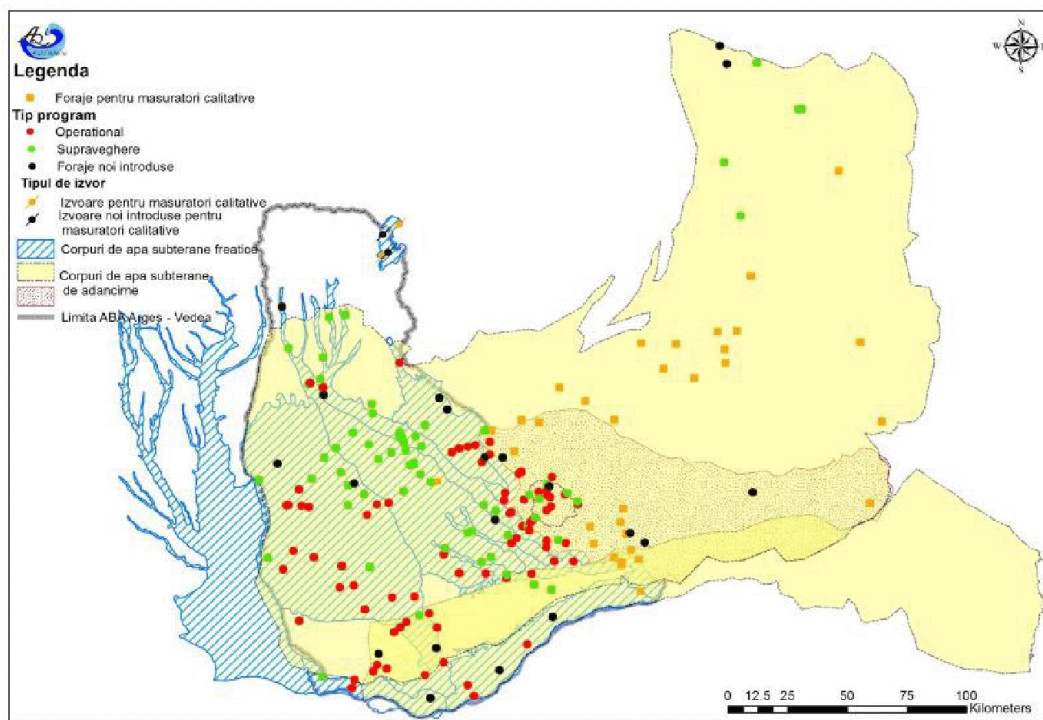 Legenda
Foraje pentru masuratori calitative
Tip program
Operational
Supraveghere
Foraje noi introduse
Tipul de izvor
Izvoare pentru masuratori calitative
Izvoare noi introduse pentru
masuratori calitative
Corpuri de apa subterane freatice
Corpuri de apa subterane
de adancime
Limita ABA Arges - Vedea
N
W
S
0 12.5 25 50 75 100
Kilometers